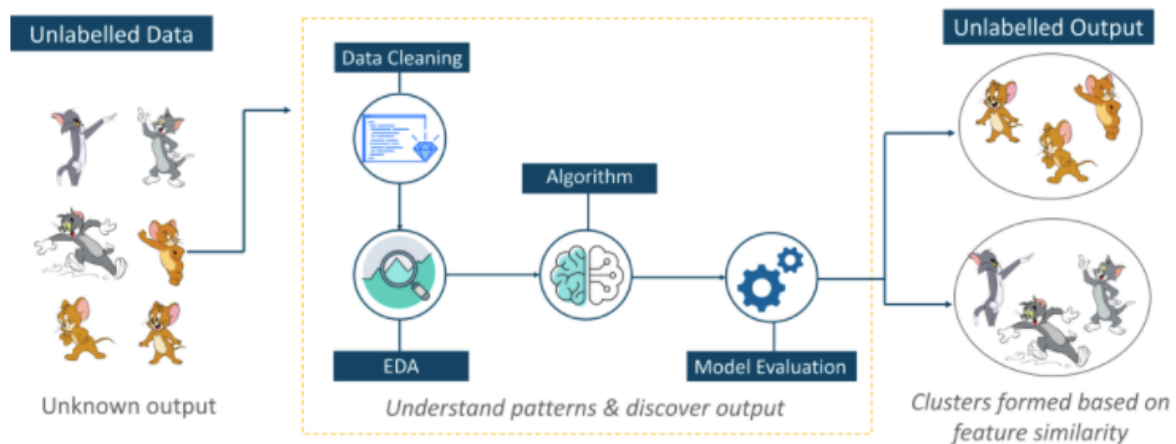 Unlabelled Data
Unlabelled Output
Data Cleaning
Algorithm
EDA
Model Evaluation
Unknown output
Understand patterns & discover output
Clusters formed based on
feature similarity